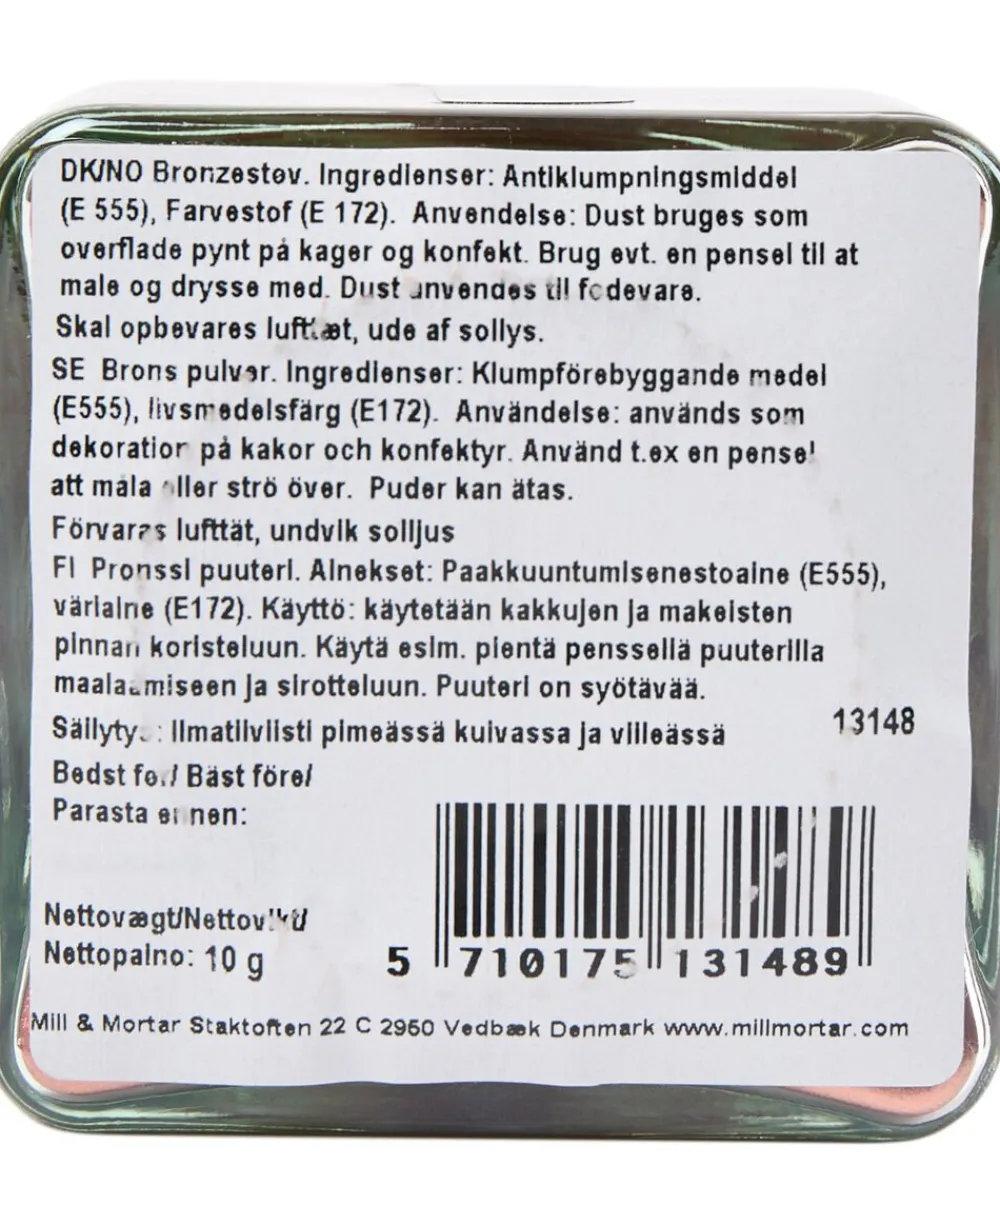 DK/NO Bronzestøv. Ingredienser: Antiklumpningsmiddel
(E 555), Farvestof (E 172). Anvendelse: Dust bruges som
overflade pynt på kager og konfekt. Brug evt. en pensel til at
male og drysse med. Dust anvendes til fødevare.
Skal opbevares lufttæt, ude af sollys.
SE Brons pulver. Ingredienser: Klumpförebyggande medel
(E555), livsmedelsfärg (E172). Användelse: används som
dekoration på kakor och konfektyr. Använd t.ex en pensel
att måla eller strö över. Puder kan ätas.
Förvaras lufttät, undvik solljus
FI Pronssi puuteri. Ainekset: Paakkuuntumisenestoaine (E555),
väriaine (E172). Käyttö: käytetään kakkujen ja makeisten
pinnan koristeluun. Käytä esim. pientä penssellä puuterilla
maalaamiseen ja sirotteluun. Puuteri on syötävää.
Säilytys: ilmatiiviisti pimeässä kuivassa ja viileässä
13148
Bedst før/ Bäst före/
Parasta ennen:
Nettovægt/Nettovikt/
Nettopaino: 10 g
5 710175 131489
Mill & Mortar Staktoften 22 C 2950 Vedbæk Denmark www.millmortar.com